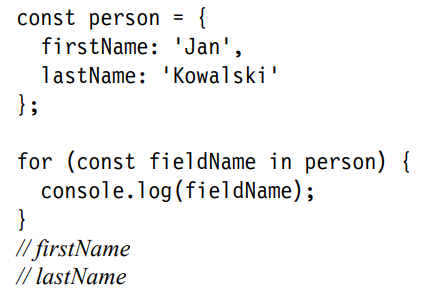 const person = {
  firstName: 'Jan',
  lastName: 'Kowalski'
};

for (const fieldName in person) {
  console.log(fieldName);
}
// firstName
// lastName